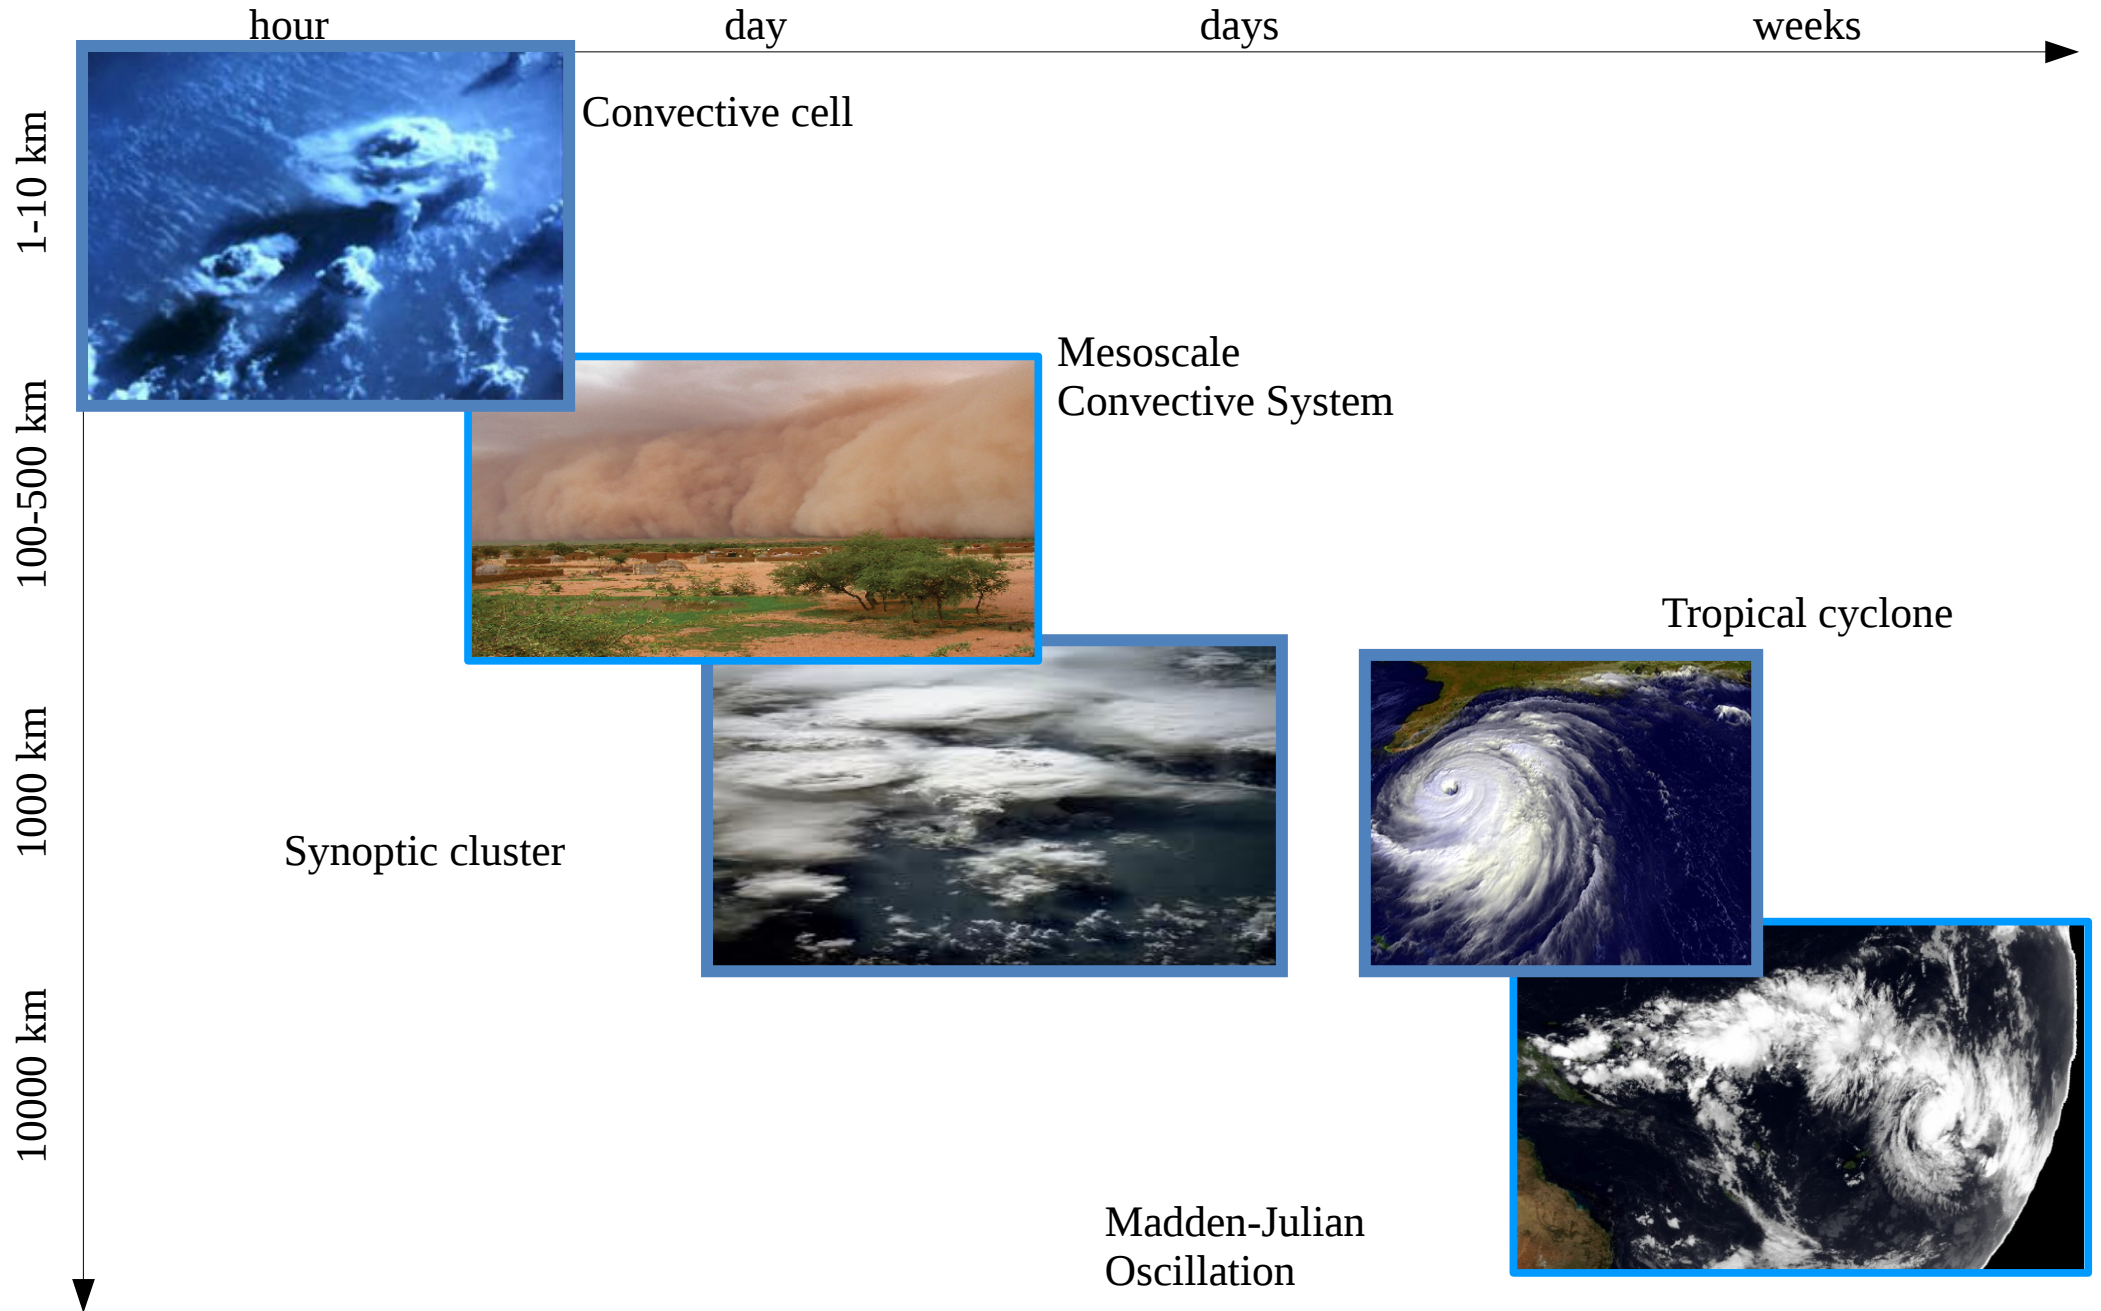 hour
day
days
weeks
Convective cell
1-10 km
Mesoscale
Convective System
100-500 km
Tropical cyclone
1000 km
Synoptic cluster
10000 km
Madden-Julian
Oscillation